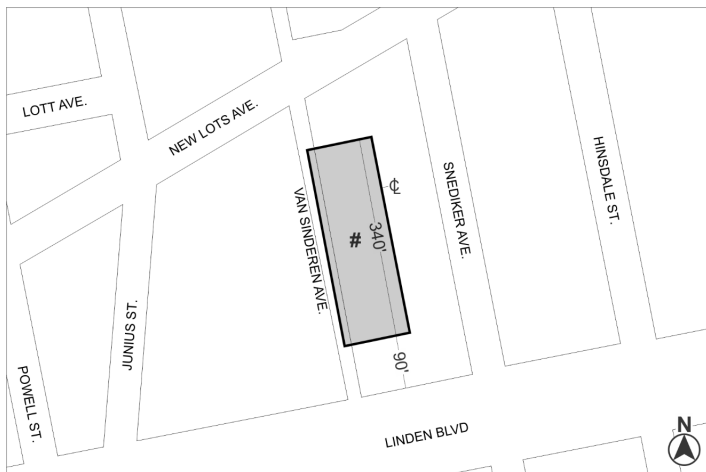 LOTT AVE.
NEW LOTS AVE.
VAN SINDEREN AVE.
#
340'
℄
SNEDIKER AVE.
HINSDALE ST.
JUNIUS ST.
POWELL ST.
90'
LINDEN BLVD
N